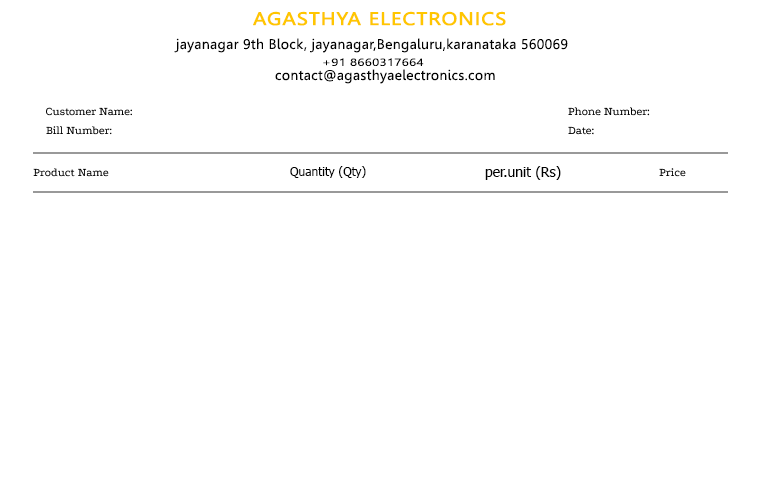 AGASTHYA ELECTRONICS
jayanagar 9th Block, jayanagar,Bengaluru,karanataka 560069
+91 8660317664
contact@agasthyaelectronics.com
Customer Name: Phone Number:
Bill Number: Date:
Product Name Quantity (Qty) per.unit (Rs) Price